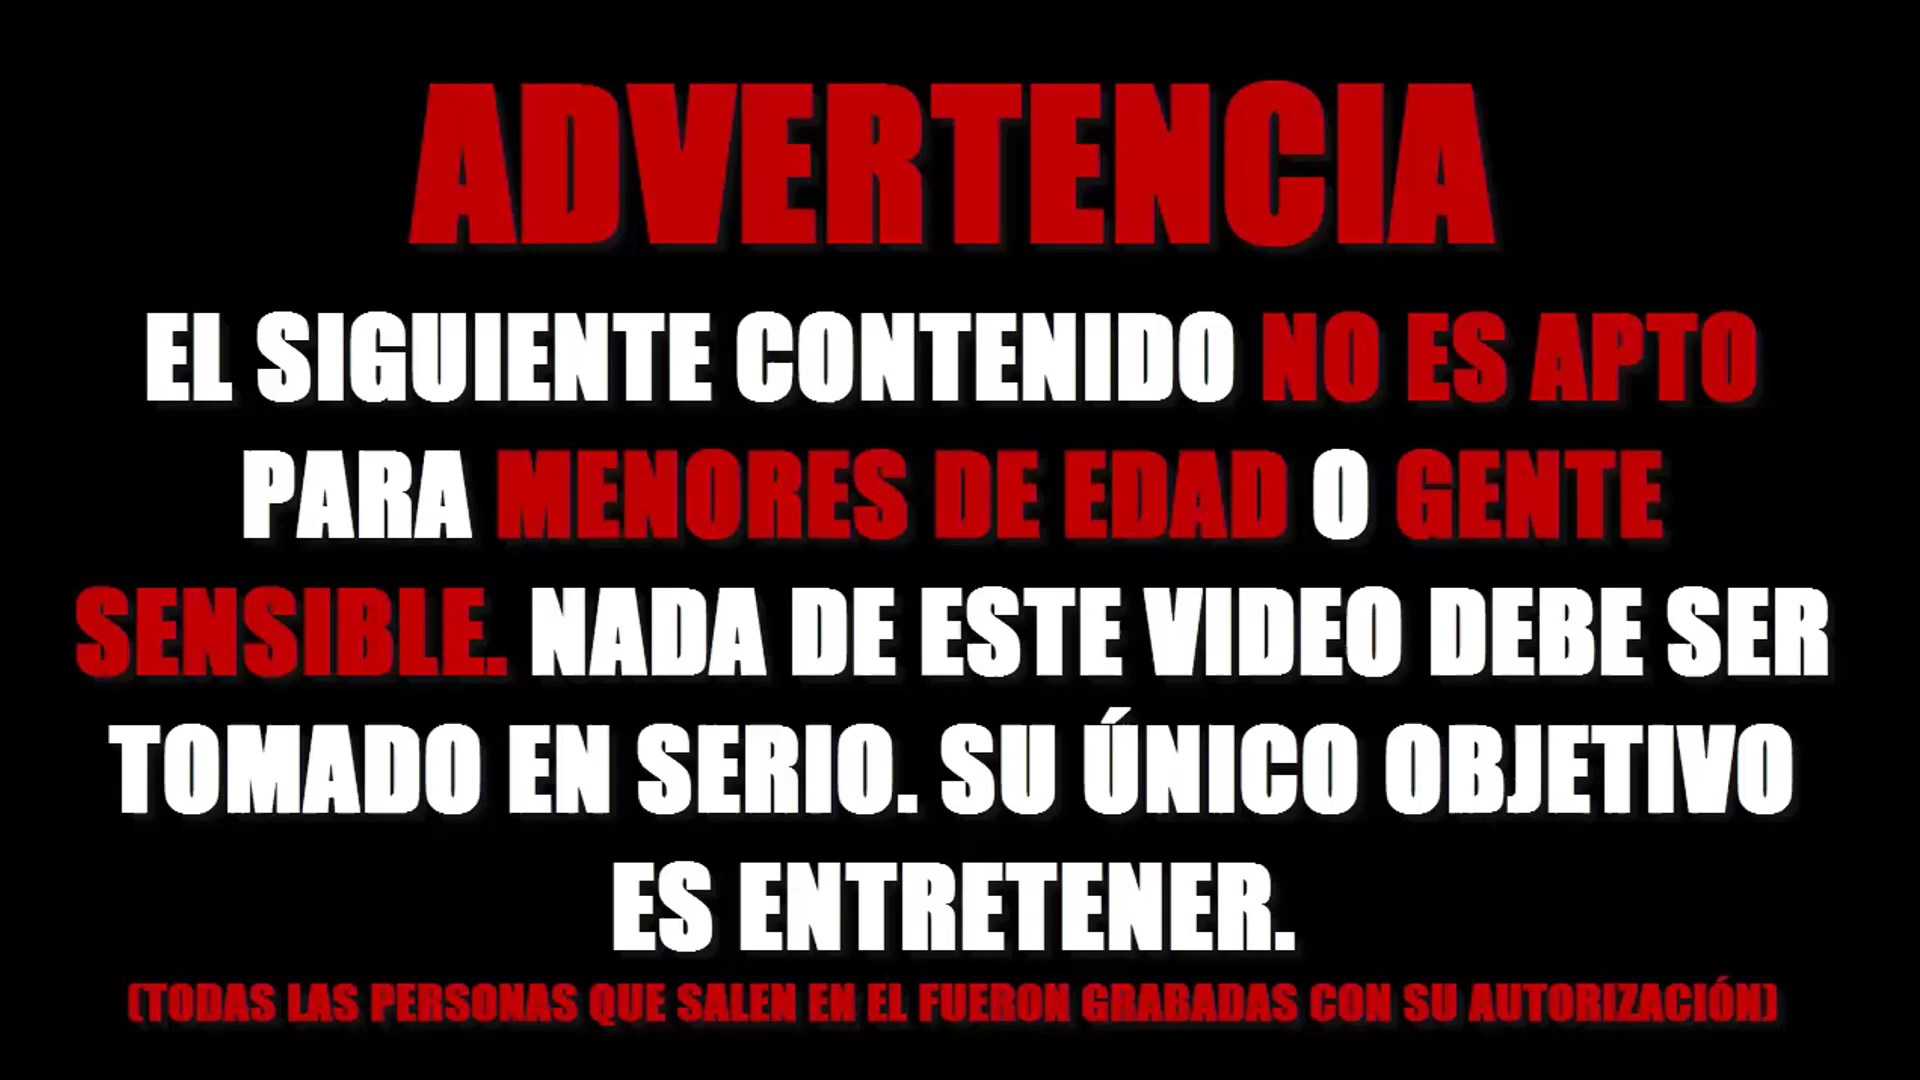 ADVERTENCIA
EL SIGUIENTE CONTENIDO NO ES APTO
PARA MENORES DE EDAD O GENTE
SENSIBLE. NADA DE ESTE VIDEO DEBE SER
TOMADO EN SERIO. SU ÚNICO OBJETIVO
ES ENTRETENER.
(TODAS LAS PERSONAS QUE SALEN EN EL FUERON GRABADAS CON SU AUTORIZACIÓN)